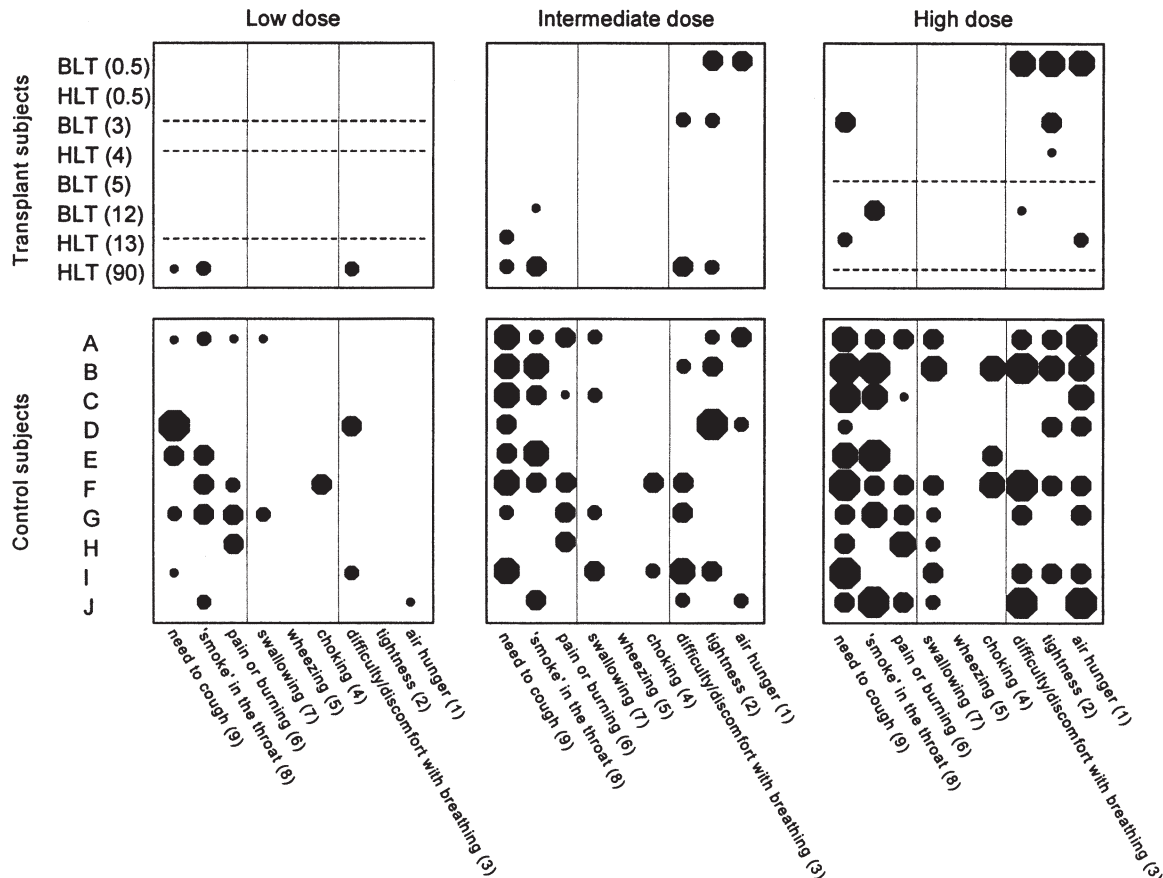 Low dose
Intermediate dose
High dose
Transplant subjects
BLT (0.5)
HLT (0.5)
BLT (3)
HLT (4)
BLT (5)
BLT (12)
HLT (13)
HLT (90)
Control subjects
A
B
C
D
E
F
G
H
I
J
need to cough (9)
'smoke' in the throat (8)
pain or burning (6)
swallowing (7)
wheezing (5)
choking (4)
difficulty/discomfort with breathing (3)
tightness (2)
air hunger (1)
need to cough (9)
'smoke' in the throat (8)
pain or burning (6)
swallowing (7)
wheezing (5)
choking (4)
difficulty/discomfort with breathing (3)
tightness (2)
air hunger (1)
need to cough (9)
'smoke' in the throat (8)
pain or burning (6)
swallowing (7)
wheezing (5)
choking (4)
difficulty/discomfort with breathing (3)
tightness (2)
air hunger (1)